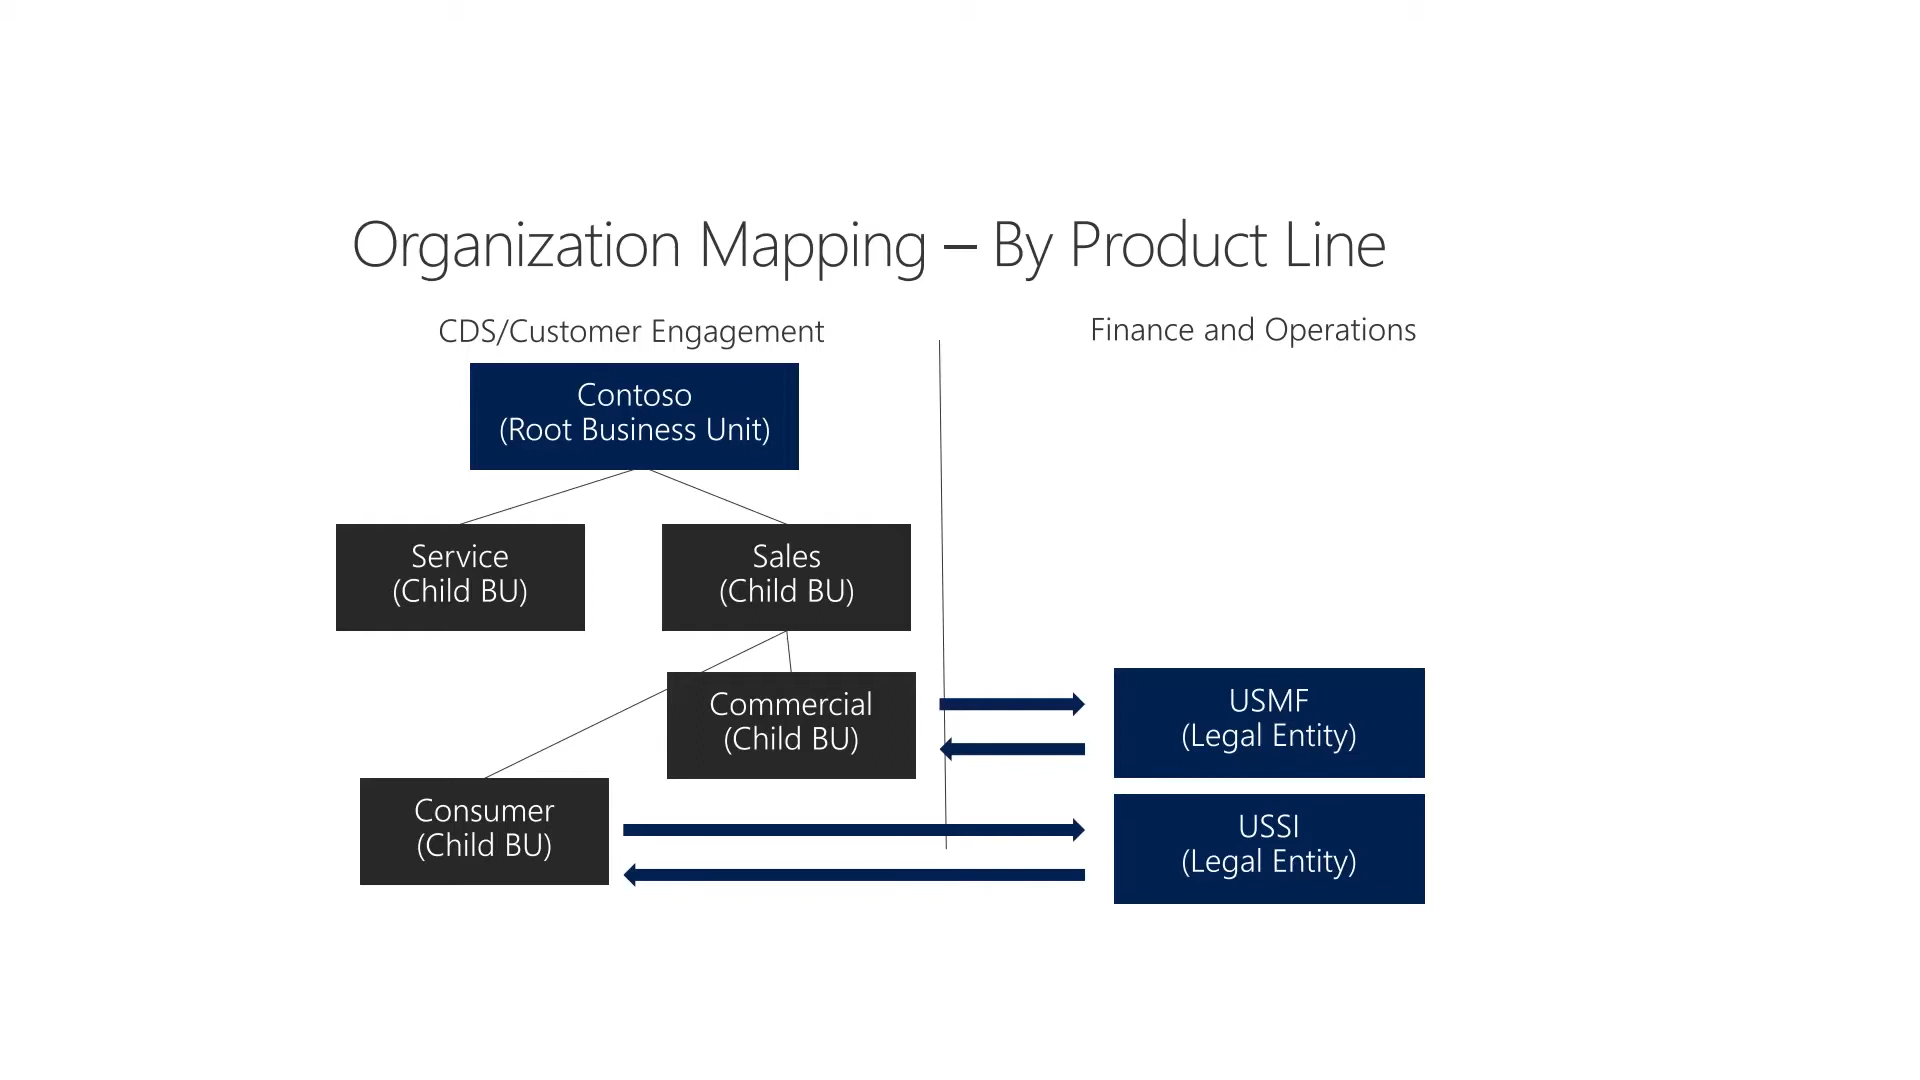 Organization Mapping – By Product Line
CDS/Customer Engagement
Finance and Operations
Contoso
(Root Business Unit)
Service
(Child BU)
Sales
(Child BU)
Commercial
(Child BU)
USMF
(Legal Entity)
Consumer
(Child BU)
USSI
(Legal Entity)